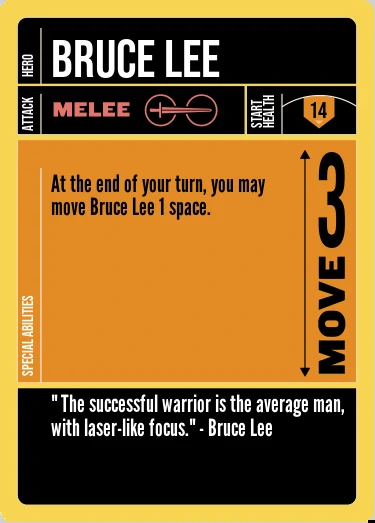 HERO
BRUCE LEE
ATTACK
MELEE
START
HEALTH
14
SPECIAL ABILITIES
At the end of your turn, you may
move Bruce Lee 1 space.
MOVE 3
" The successful warrior is the average man,
with laser-like focus." - Bruce Lee